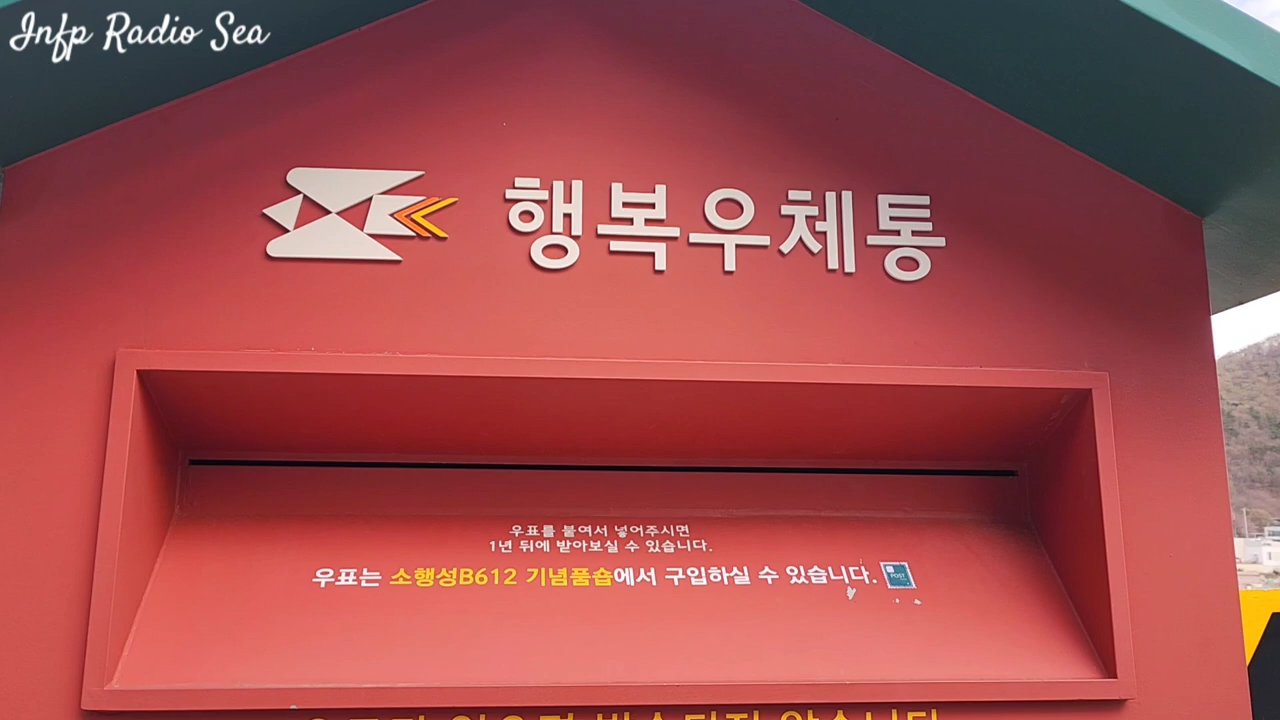 Infp Radio Sea
행복우체통
우표를 붙여서 넣어주시면
1년 뒤에 받아보실 수 있습니다.
우표는 소행성B612 기념품숍에서 구입하실 수 있습니다.
POST